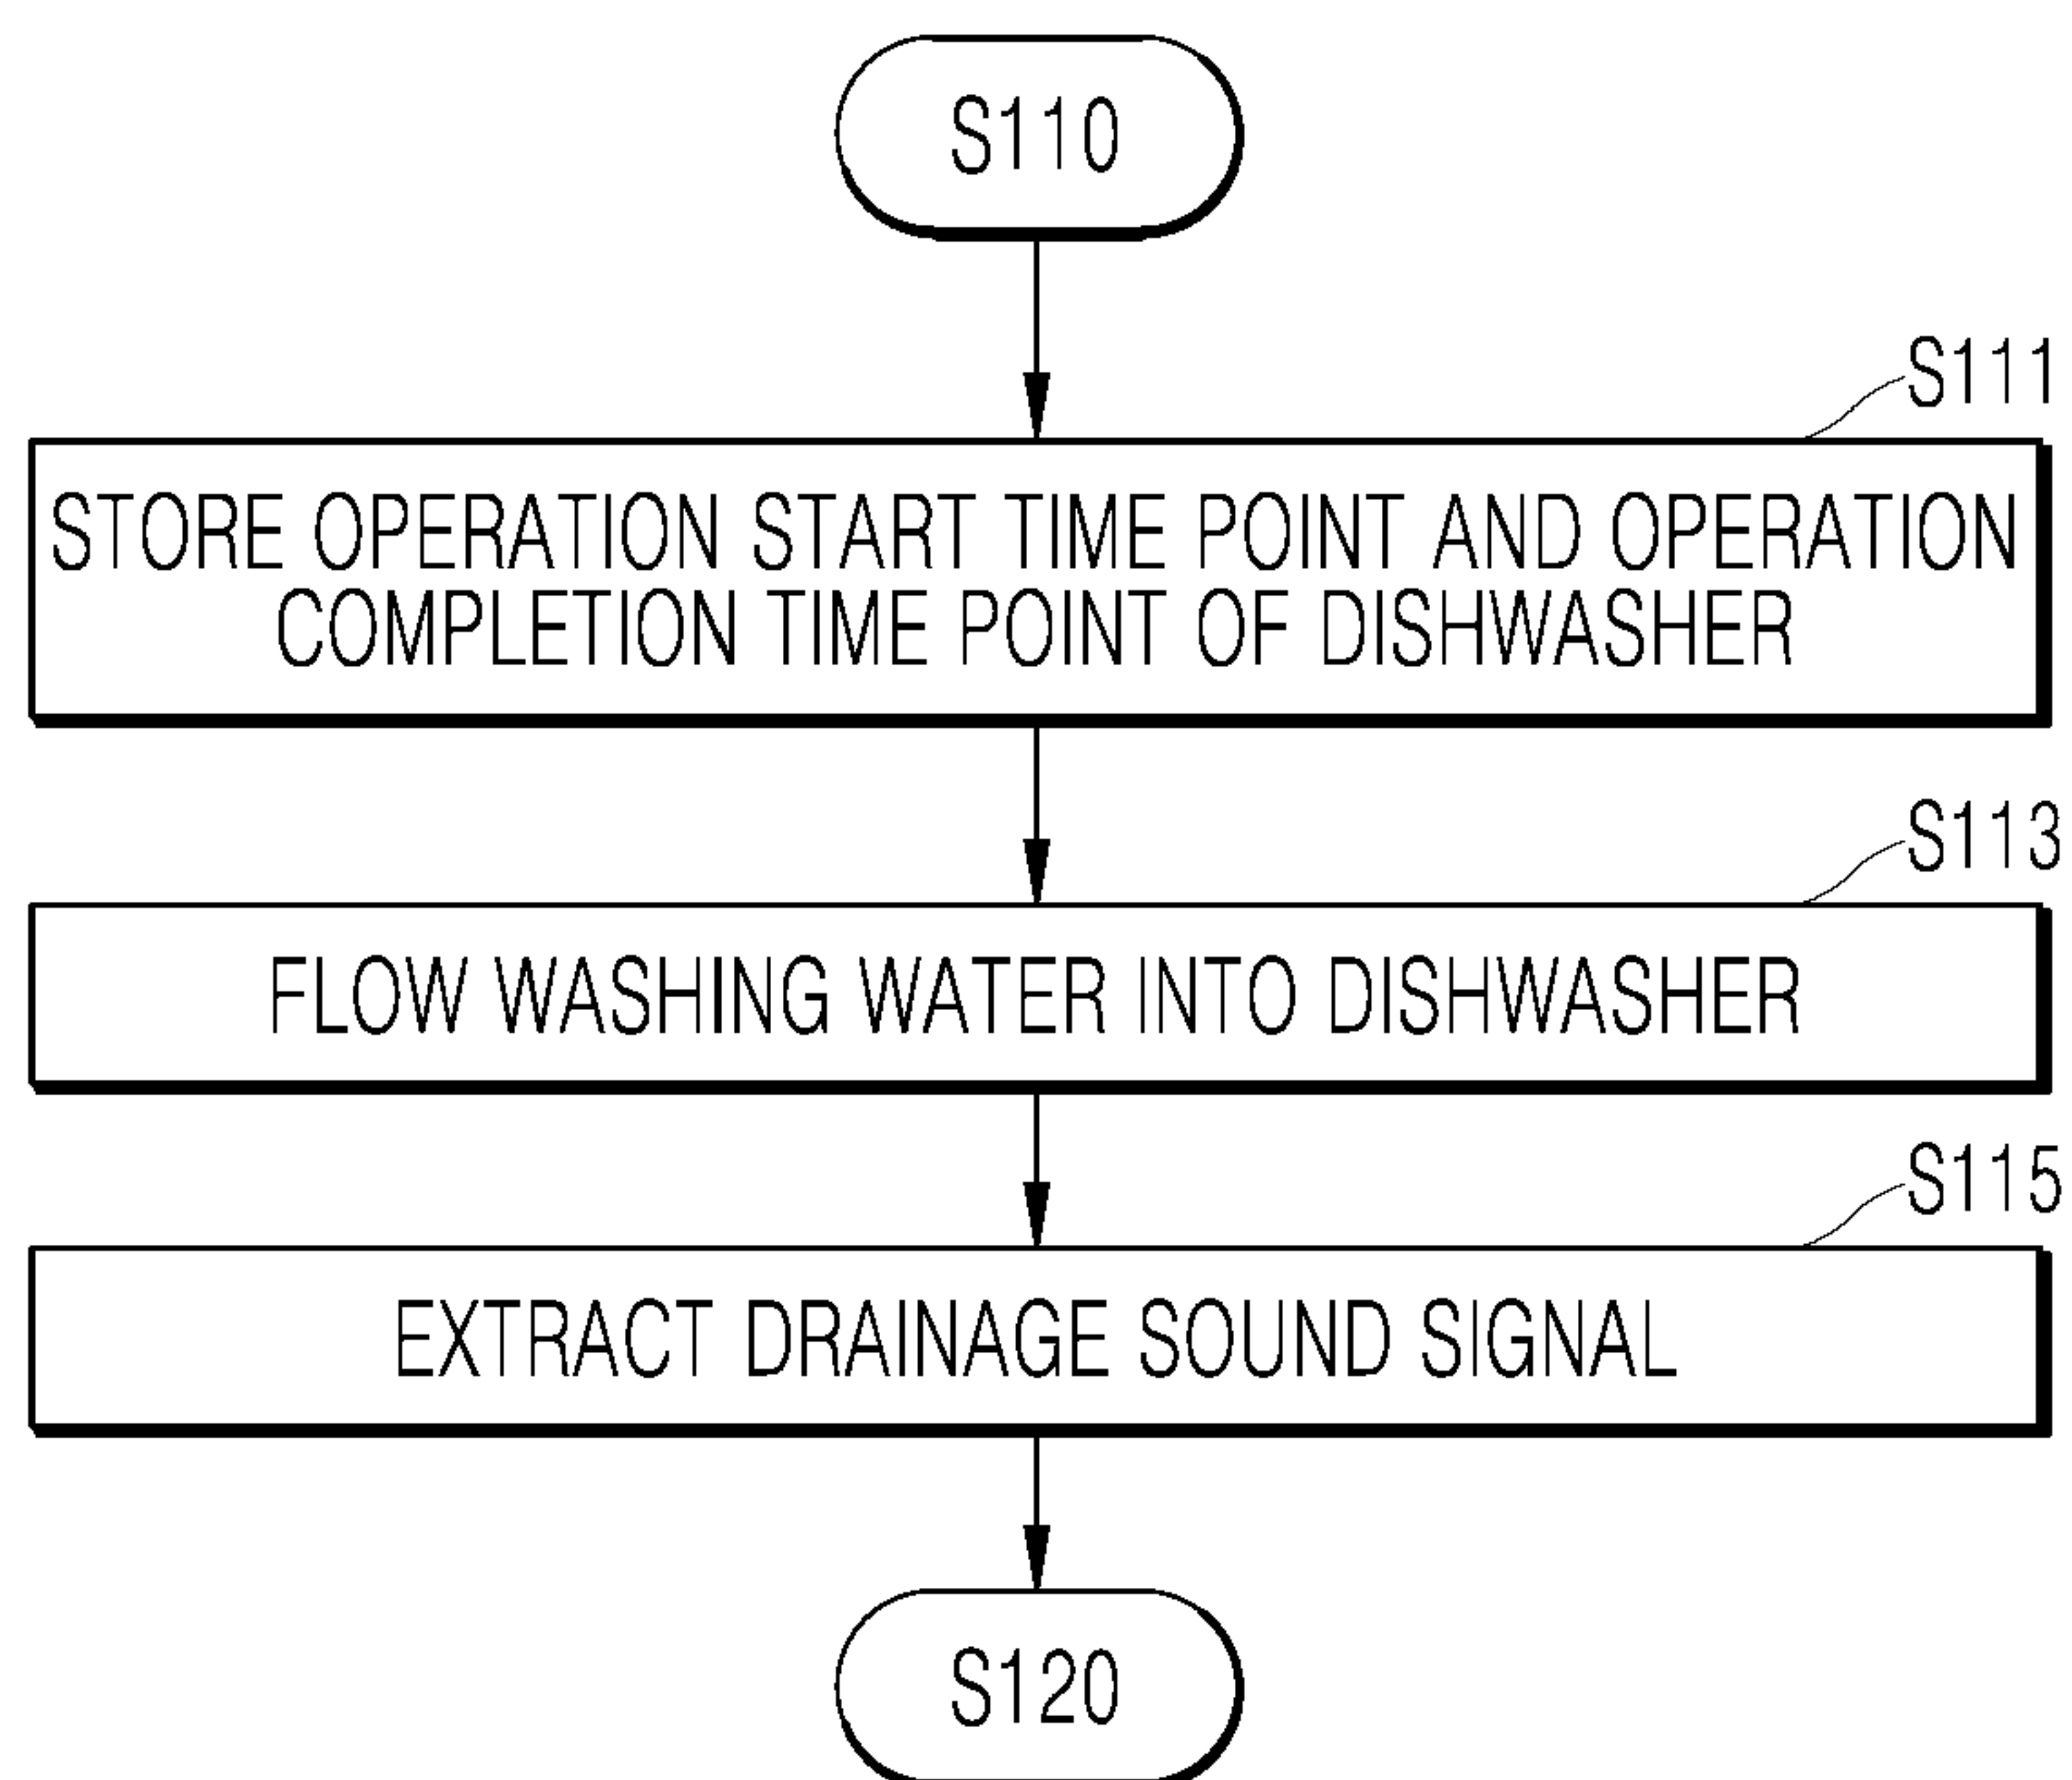 S110
S111
STORE OPERATION START TIME POINT AND OPERATION
COMPLETION TIME POINT OF DISHWASHER
S113
FLOW WASHING WATER INTO DISHWASHER
S115
EXTRACT DRAINAGE SOUND SIGNAL
S120